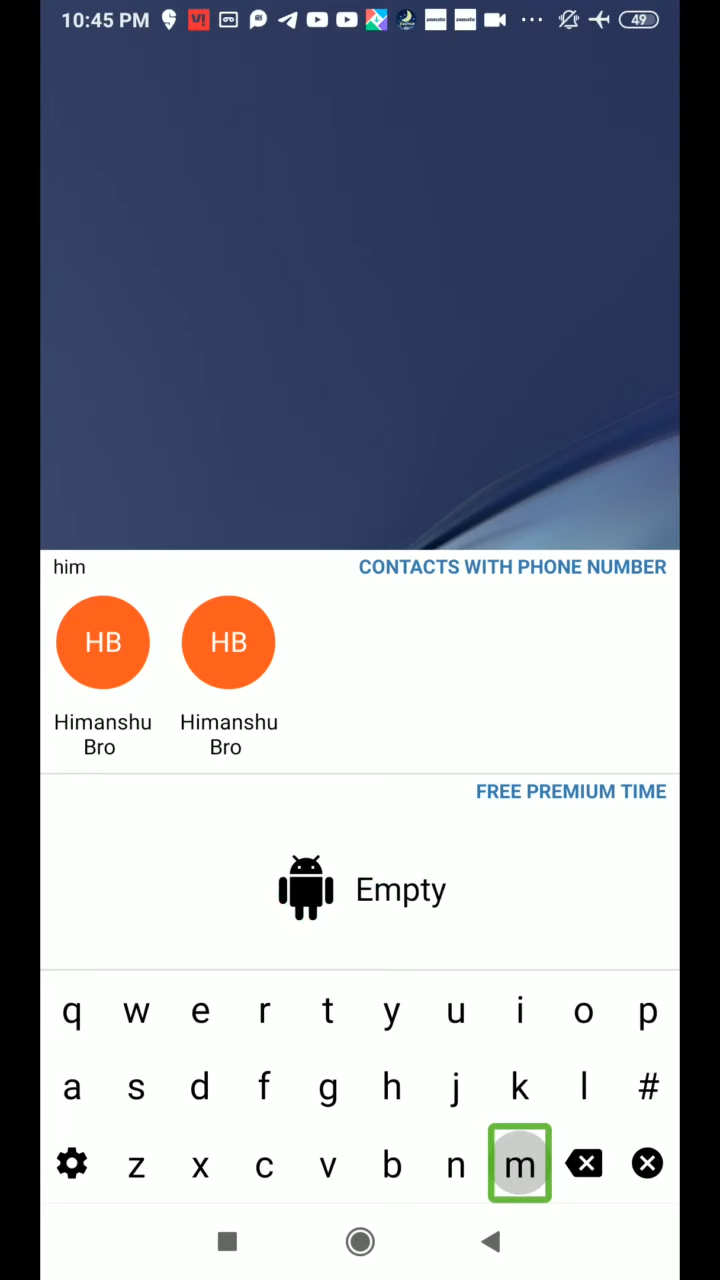 10:45 PM
49
him
CONTACTS WITH PHONE NUMBER
HB HB
Himanshu Bro Himanshu Bro
FREE PREMIUM TIME
Empty
q w e r t y u i o p
a s d f g h j k l #
z x c v b n m